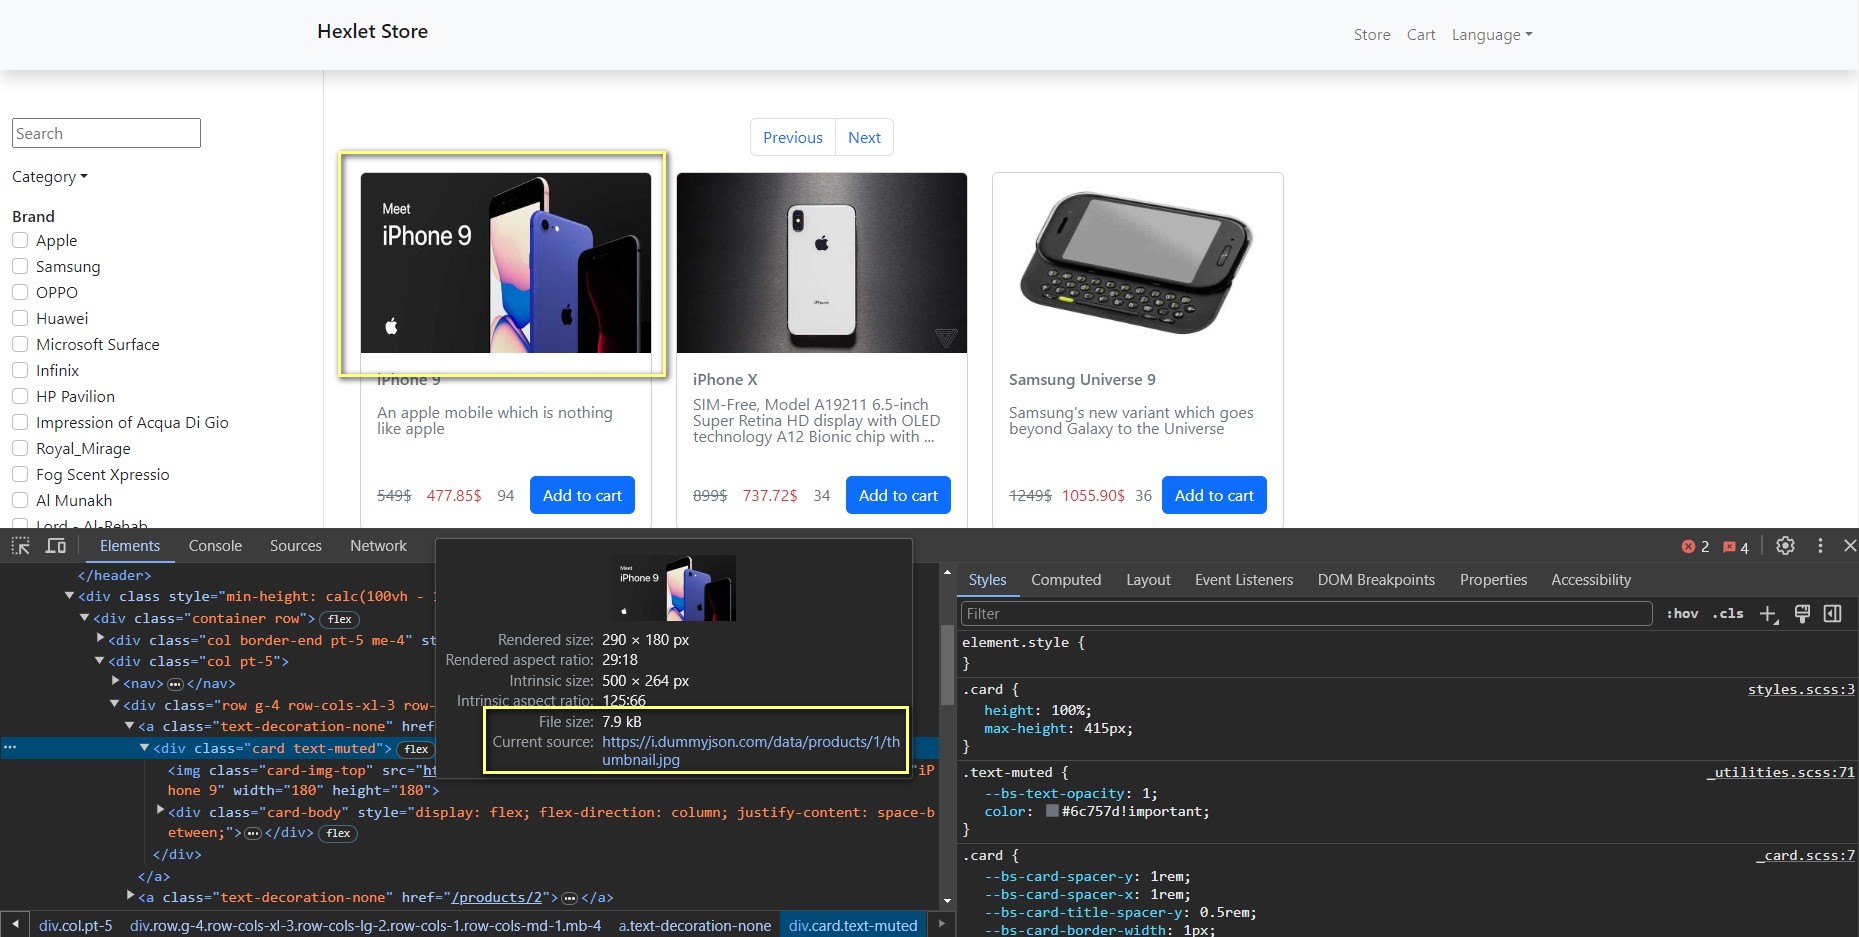 Hexlet Store
Store Cart Language
Search
Category
Previous Next
Brand
Apple
Samsung
OPPO
Huawei
Microsoft Surface
Infinix
HP Pavilion
Impression of Acqua Di Gio
Royal_Mirage
Fog Scent Xpressio
Al Munakh
Lord - Al-Rehab
Meet
iPhone 9
iPhone
iPhone 9
An apple mobile which is nothing
like apple
549$ 477.85$ 94 Add to cart
iPhone X
SIM-Free, Model A19211 6.5-inch
Super Retina HD display with OLED
technology A12 Bionic chip with ...
899$ 737.72$ 34 Add to cart
Samsung Universe 9
Samsung's new variant which goes
beyond Galaxy to the Universe
1249$ 1055.90$ 36 Add to cart
Elements Console Sources Network
2 4
</header>
<div class style="min-height: calc(100vh -
<div class="container row"> flex
<div class="col border-end pt-5 me-4" st
<div class="col pt-5">
<nav> ... </nav>
<div class="row g-4 row-cols-xl-3 row-
<a class="text-decoration-none" href=
<div class="card text-muted"> flex
<img class="card-img-top" src="ht
"iP
hone 9" width="180" height="180">
<div class="card-body" style="display: flex; flex-direction: column; justify-content: space-b
etween;"> ... </div> flex
</div>
</a>
<a class="text-decoration-none" href="/products/2"> ... </a>
div.col.pt-5 div.row.g-4.row-cols-xl-3.row-cols-lg-2.row-cols-1.row-cols-md-1.mb-4 a.text-decoration-none div.card.text-muted
Meet
iPhone 9
Rendered size: 290 × 180 px
Rendered aspect ratio: 29:18
Intrinsic size: 500 × 264 px
Intrinsic aspect ratio: 125:66
File size: 7.9 kB
Current source: https://i.dummyjson.com/data/products/1/th
umbnail.jpg
Styles Computed Layout Event Listeners DOM Breakpoints Properties Accessibility
Filter :hov .cls
element.style {
}
.card { styles.scss:3
height: 100%;
max-height: 415px;
}
.text-muted { _utilities.scss:71
--bs-text-opacity: 1;
color: #6c757d!important;
}
.card { _card.scss:7
--bs-card-spacer-y: 1rem;
--bs-card-spacer-x: 1rem;
--bs-card-title-spacer-y: 0.5rem;
--bs-card-border-width: 1px;